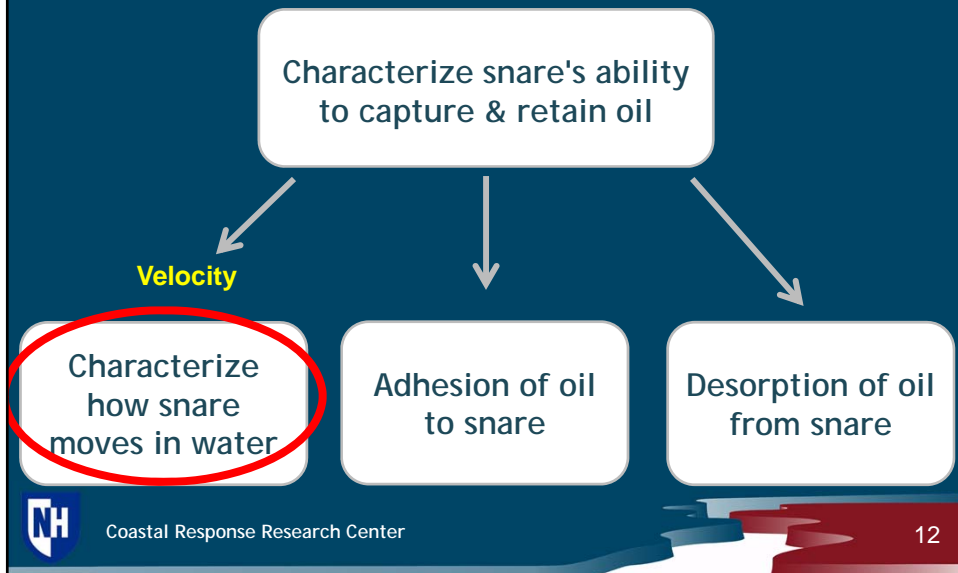 Characterize snare's ability
to capture & retain oil
Velocity
Characterize
how snare
moves in water
Adhesion of oil
to snare
Desorption of oil
from snare
NH
Coastal Response Research Center
12